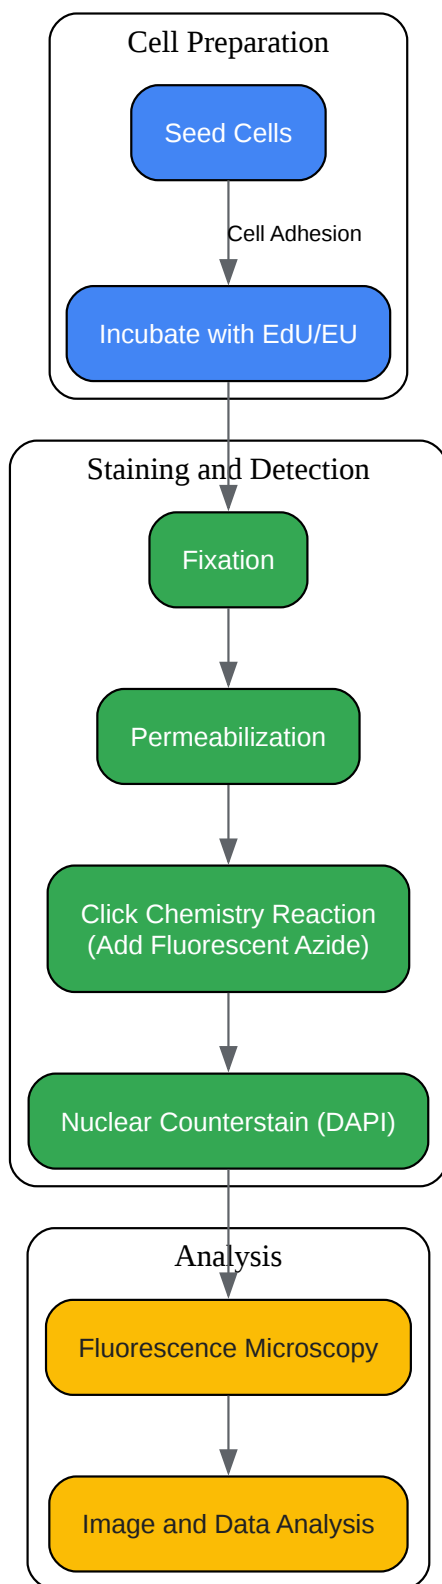 Cell Preparation
Seed Cells
Cell Adhesion
Incubate with EdU/EU
Staining and Detection
Fixation
Permeabilization
Click Chemistry Reaction
(Add Fluorescent Azide)
Nuclear Counterstain (DAPI)
Analysis
Fluorescence Microscopy
Image and Data Analysis